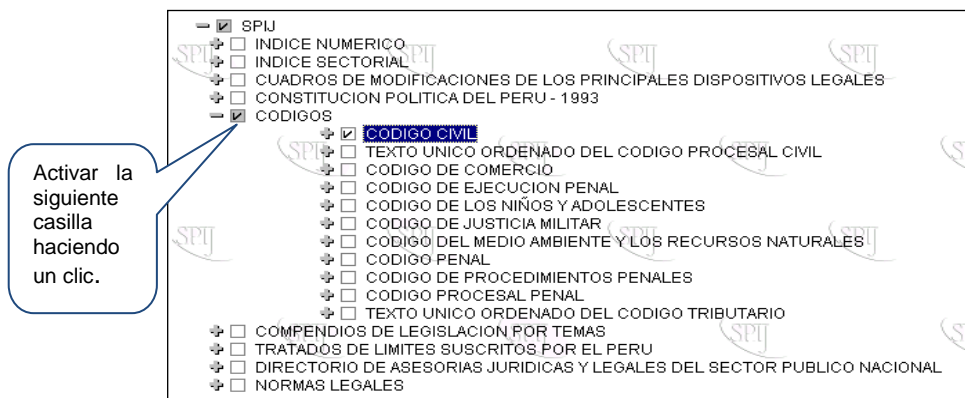 SPIJ
INDICE NUMERICO
INDICE SECTORIAL
CUADROS DE MODIFICACIONES DE LOS PRINCIPALES DISPOSITIVOS LEGALES
CONSTITUCION POLITICA DEL PERU - 1993
CODIGOS
CODIGO CIVIL
TEXTO UNICO ORDENADO DEL CODIGO PROCESAL CIVIL
CODIGO DE COMERCIO
CODIGO DE EJECUCION PENAL
CODIGO DE LOS NIÑOS Y ADOLESCENTES
CODIGO DE JUSTICIA MILITAR
CODIGO DEL MEDIO AMBIENTE Y LOS RECURSOS NATURALES
CODIGO PENAL
CODIGO DE PROCEDIMIENTOS PENALES
CODIGO PROCESAL PENAL
TEXTO UNICO ORDENADO DEL CODIGO TRIBUTARIO
COMPENDIOS DE LEGISLACION POR TEMAS
TRATADOS DE LIMITES SUSCRITOS POR EL PERU
DIRECTORIO DE ASESORIAS JURIDICAS Y LEGALES DEL SECTOR PUBLICO NACIONAL
NORMAS LEGALES
Activar la
siguiente
casilla
haciendo
un clic.